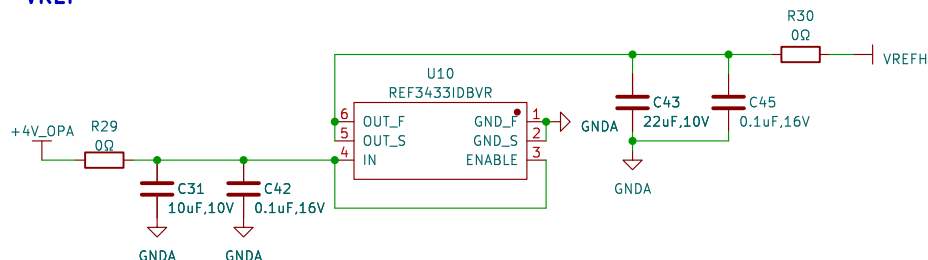 VREF
R30
0Ω
VREFH
U10
REF3433IDBVR
C43
22uF,10V
C45
0.1uF,16V
GNDA
6 OUT_F GND_F 1
5 OUT_S GND_S 2
4 IN ENABLE 3
GNDA
+4V_OPA
R29
0Ω
C31
10uF,10V
C42
0.1uF,16V
GNDA
GNDA